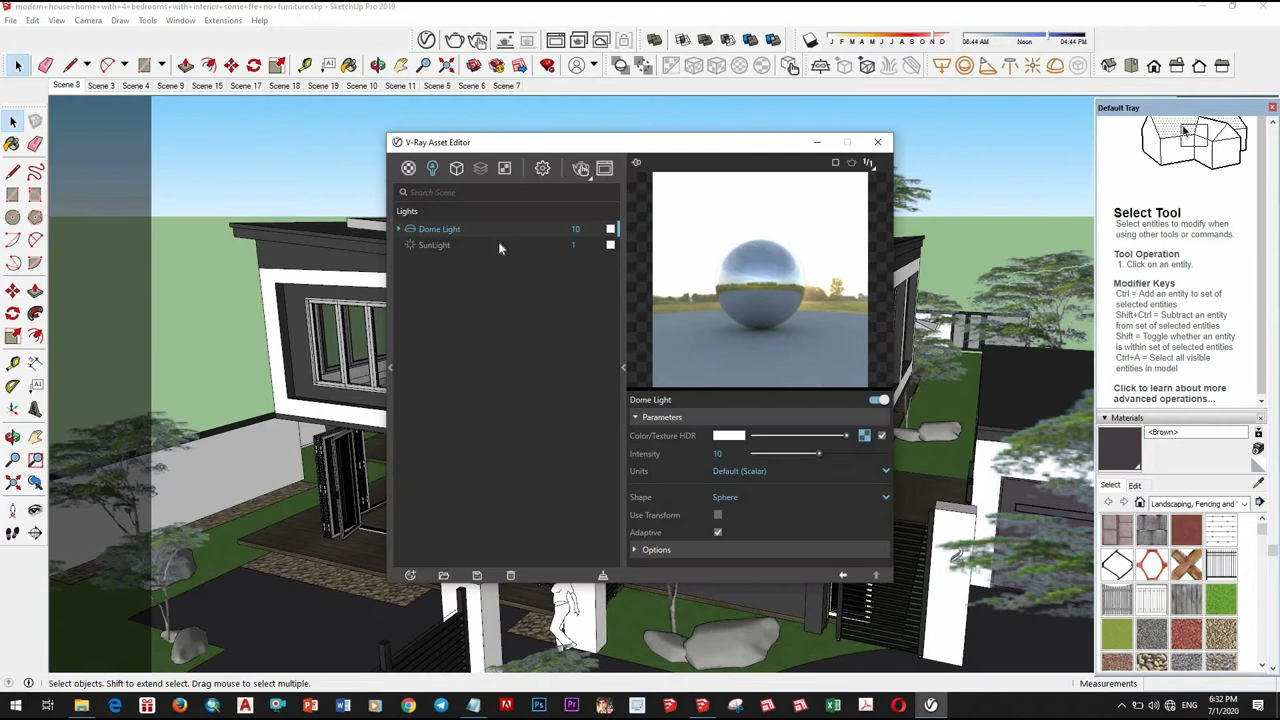 modern+house+home+with+4+bedrooms+with+interior+some+ffe+no+furniture.skp - SketchUp Pro 2019
File Edit View Camera Draw Tools Window Extensions Help
J F M A M J J A S O N D
06:44 AM Noon 04:44 PM
Scene 8 Scene 3 Scene 4 Scene 9 Scene 15 Scene 17 Scene 18 Scene 19 Scene 10 Scene 11 Scene 5 Scene 6 Scene 7
Default Tray
V-Ray Asset Editor
1/1
Search Scene
Lights
Dome Light 10
SunLight 1
Dome Light
Parameters
Color/Texture HDR
Intensity 10
Units Default (Scalar)
Shape Sphere
Use Transform
Adaptive
Options
Select Tool
Select entities to modify when
using other tools or commands.
Tool Operation
1. Click on an entity.
Modifier Keys
Ctrl = Add an entity to set of
selected entities
Shift+Ctrl = Subtract an entity
from set of selected entities
Shift = Toggle whether an entity
is within set of selected entities
Ctrl+A = Select all visible
entities in model
Click to learn about more
advanced operations...
Materials
<Brown>
Select Edit
Landscaping, Fencing and
Select objects. Shift to extend select. Drag mouse to select multiple.
Measurements
6:32 PM
7/1/2020